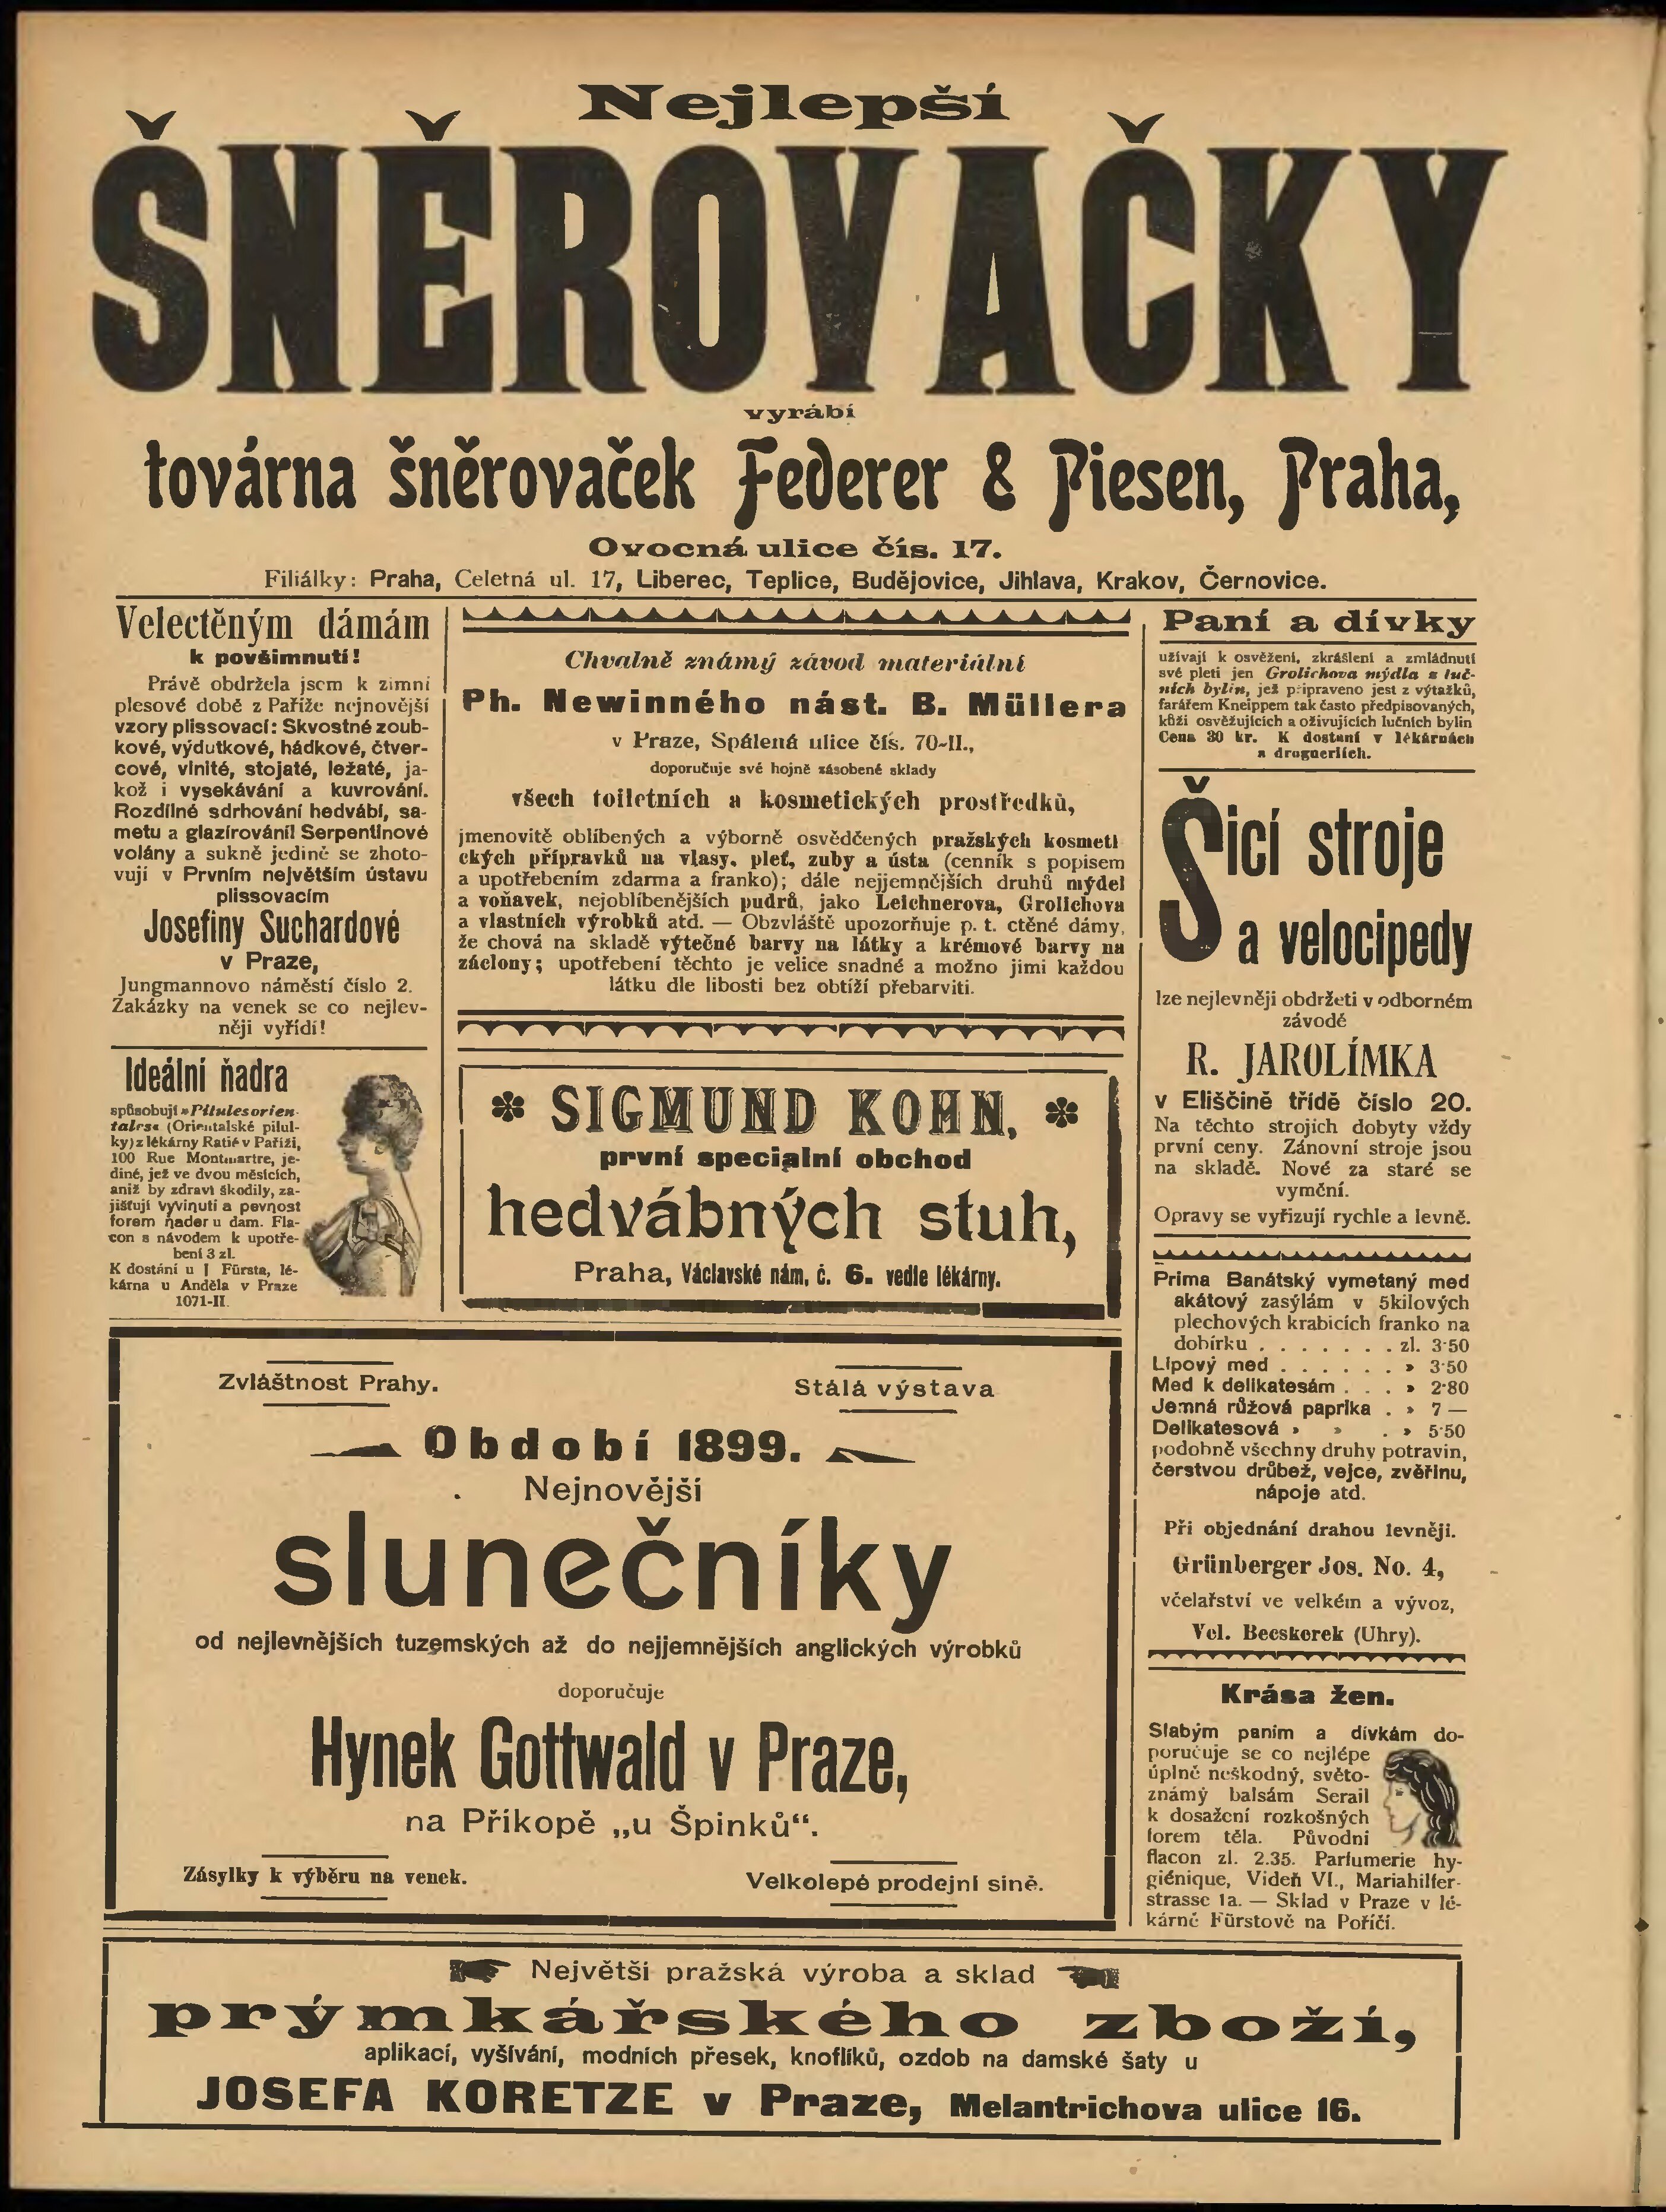 Nejlepší
ŠNĚROVAČKY
vyrábí
továrna šněrovaček Federer & Piesen, Praha,
Ovocná ulice čís. 17.
Filiálky: Praha, Celetná ul. 17, Liberec, Teplice, Budějovice, Jihlava, Krakov, Černovice.
Velectěným dámám
k povšimnutí!
Právě obdržela jsem k zimní
plesové době z Paříže nejnovější
vzory plissovací: Skvostné zoub-
kové, výdutkové, hádkové, čtver-
cové, vlnité, stojaté, ležaté, ja-
kož i vysekávání a kuvrování.
Rozdílné sdrhování hedvábí, sa-
metu a glazírování! Serpentinové
volány a sukně jedině se zhoto-
vují v Prvním největším ústavu
plissovacím
Josefiny Suchardové
v Praze,
Jungmannovo náměstí číslo 2.
Zakázky na venek se co nejlev-
něji vyřídí!
Ideální ňadra
způsobují »Pilules orien-
tales« (Orientalské pilul-
ky) z lékárny Ratié v Paříži,
100 Rue Montmartre, je-
diné, jež ve dvou měsících,
aniž by zdraví škodily, za-
jišťují vyvinutí a pevnost
forem ňader u dam. Fla-
con s návodem k upotře-
bení 3 zl.
K dostání u J Fürsta, lé-
kárna u Anděla v Praze
1071-II.
Chvalně známý závod materiální
Ph. Newinného nást. B. Müllera
v Praze, Spálená ulice čís. 70-II.,
doporučuje své hojně zásobené sklady
všech toiletních a kosmetických prostředků,
jmenovitě oblíbených a výborně osvědčených pražských kosmeti
ckých přípravků na vlasy, pleť, zuby a ústa (cenník s popisem
a upotřebením zdarma a franko); dále nejjemnějších druhů mýdel
a voňavek, nejoblíbenějších pudrů, jako Leichnerova, Grolichova
a vlastních výrobků atd. — Obzvláště upozorňuje p. t. ctěné dámy,
že chová na skladě výtečné barvy na látky a krémové barvy na
záclony; upotřebení těchto je velice snadné a možno jimi každou
látku dle libosti bez obtíží přebarviti.
SIGMUND KOHN,
první specialní obchod
hedvábných stuh,
Praha, Václavské nám. č. 6. vedle lékárny.
Paní a dívky
užívají k osvěžení, zkrášlení a zmládnutí
své pleti jen Grolichova mýdla z luč-
ních bylin, jež připraveno jest z výtažků,
farářem Kneippem tak často předpisovaných,
kůži osvěžujících a oživujících lučních bylin
Cena 30 kr. K dostaní v lékárnách
a drogueriích.
Šicí stroje
a velocipedy
lze nejlevněji obdržeti v odborném
závodě
R. JAROLÍMKA
v Eliščině třídě číslo 20.
Na těchto strojích dobyty vždy
první ceny. Zánovní stroje jsou
na skladě. Nové za staré se
vymění.
Opravy se vyřizují rychle a levně.
Prima Banátský vymetaný med
akátový zasýlám v 5kilových
plechových krabicích franko na
dobírku . . . . . . . zl. 3·50
Lipový med . . . . . . » 3·50
Med k delikatesám . . . » 2·80
Jemná růžová paprika . » 7 —
Delikatesová » » . » 5·50
podobně všechny druhy potravin,
čerstvou drůbež, vejce, zvěřinu,
nápoje atd.
Při objednání drahou levněji.
Grünberger Jos. No. 4,
včelařství ve velkém a vývoz,
Vel. Becskerek (Uhry).
Krása žen.
Slabým paním a dívkám do-
poručuje se co nejlépe
úplně neškodný, světo-
známý balsám Serail
k dosažení rozkošných
forem těla. Původní
flacon zl. 2.35. Parfumerie hy-
giénique, Vídeň VI., Mariahilfer-
strasse 1a. — Sklad v Praze v lé-
kárně Fürstově na Poříčí.
Zvláštnost Prahy.
Stálá výstava
Období 1899.
Nejnovější
slunečníky
od nejlevnějších tuzemských až do nejjemnějších anglických výrobků
doporučuje
Hynek Gottwald v Praze,
na Příkopě „u Špinků“.
Zásylky k výběru na venek.
Velkolepé prodejní síně.
Největší pražská výroba a sklad
prýmkářského zboží,
aplikací, vyšívání, modních přesek, knoflíků, ozdob na damské šaty u
JOSEFA KORETZE v Praze, Melantrichova ulice 16.